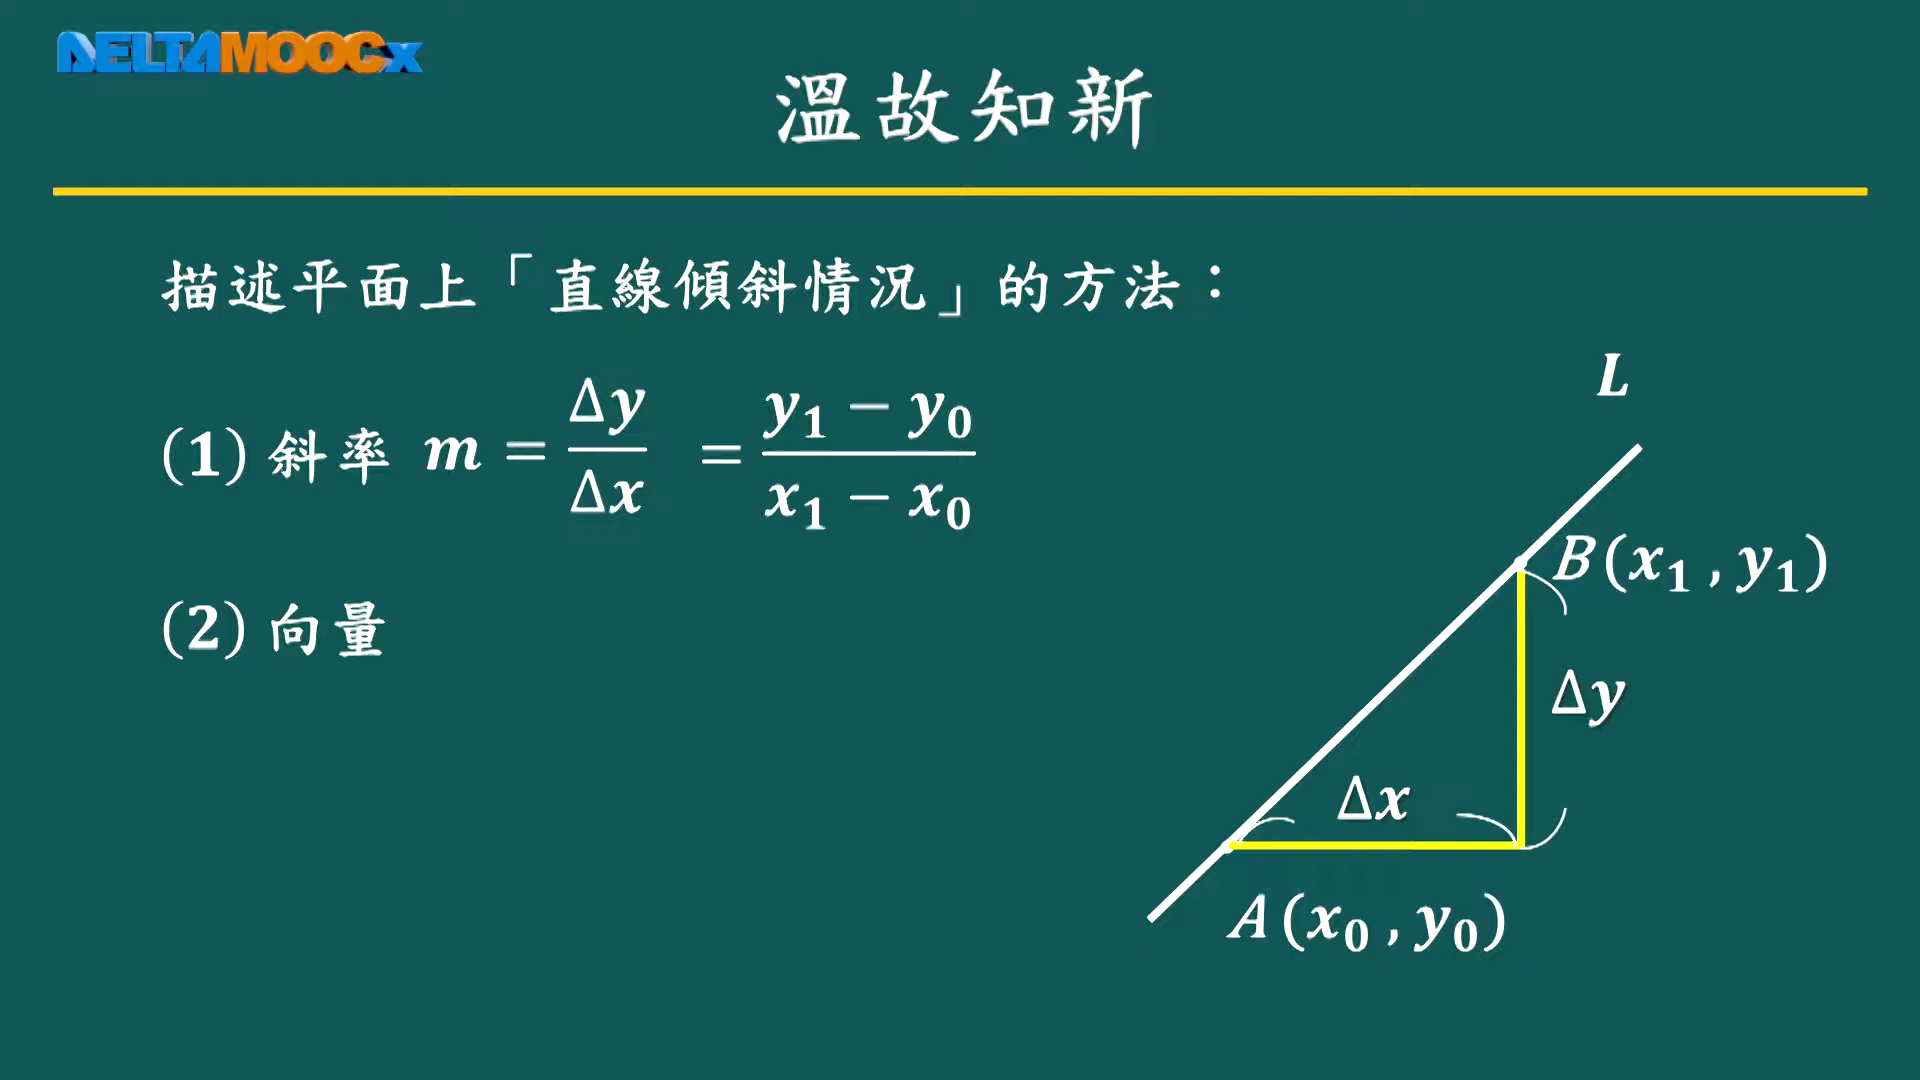 DELTAMOOCx
溫故知新
描述平面上「直線傾斜情況」的方法：
(1) 斜率 m = Δy/Δx = (y₁ − y₀)/(x₁ − x₀)
(2) 向量
L
B(x₁ , y₁)
Δy
Δx
A(x₀ , y₀)